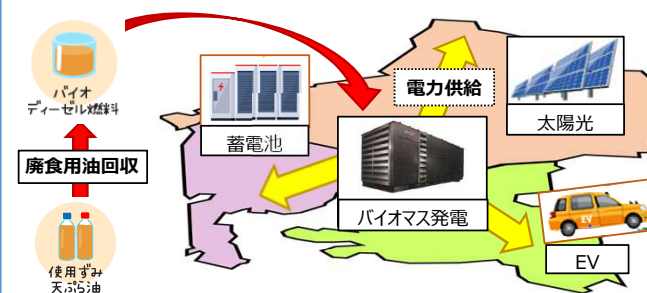 バイオ
ディーゼル燃料
廃食用油回収
使用ずみ
天ぷら油
蓄電池
電力供給
太陽光
バイオマス発電
EV
EV